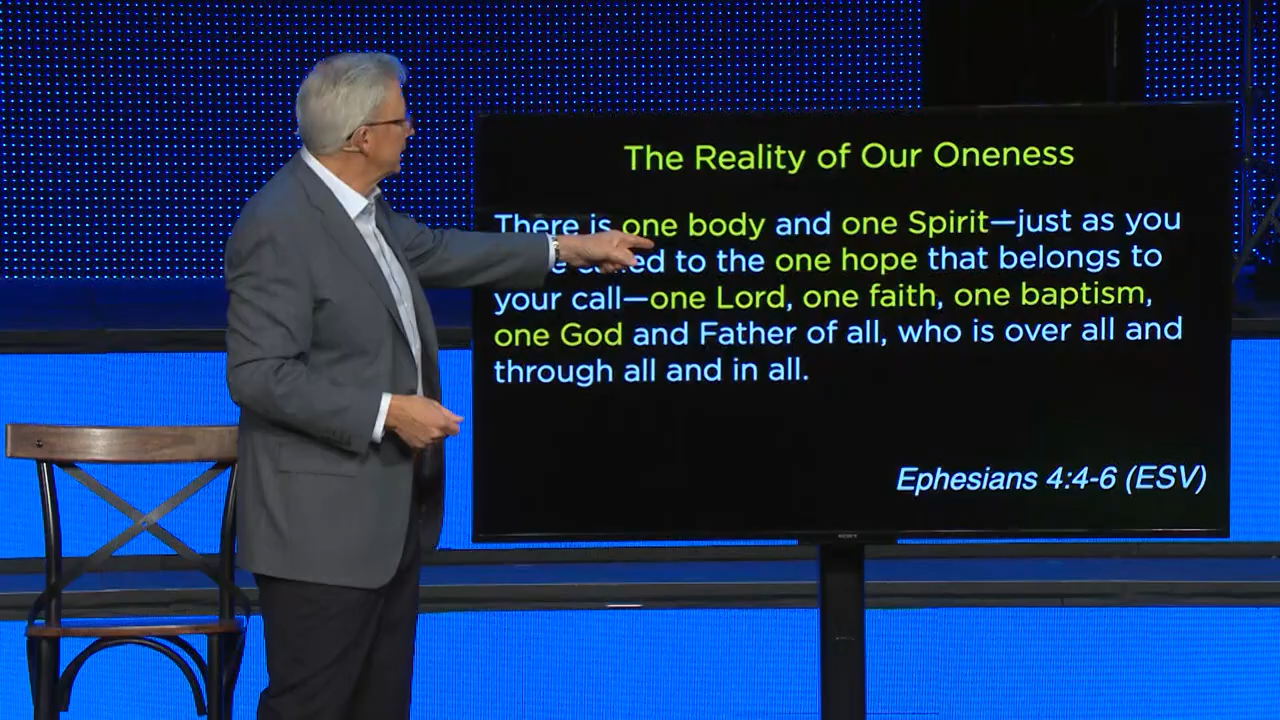 The Reality of Our Oneness
There is one body and one Spirit—just as you
to the one hope that belongs to
your call—one Lord, one faith, one baptism,
one God and Father of all, who is over all and
through all and in all.
Ephesians 4:4-6 (ESV)
SONY